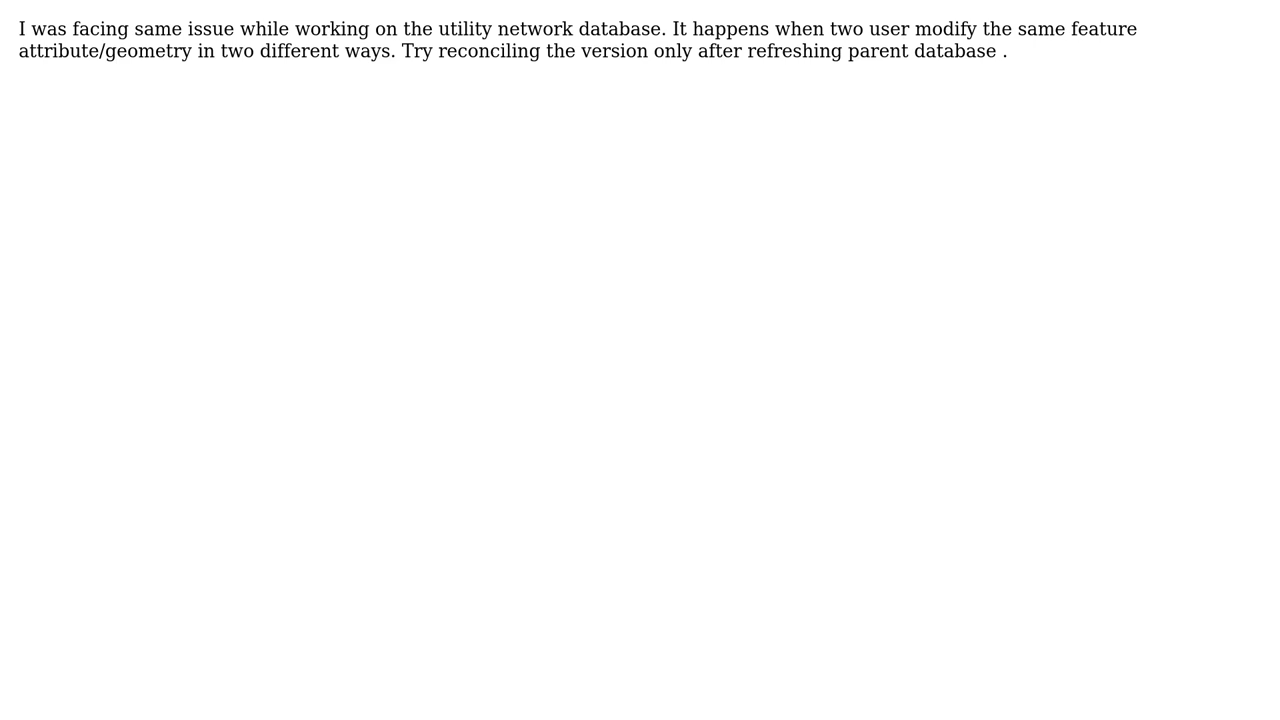 I was facing same issue while working on the utility network database. It happens when two user modify the same feature
attribute/geometry in two different ways. Try reconciling the version only after refreshing parent database .